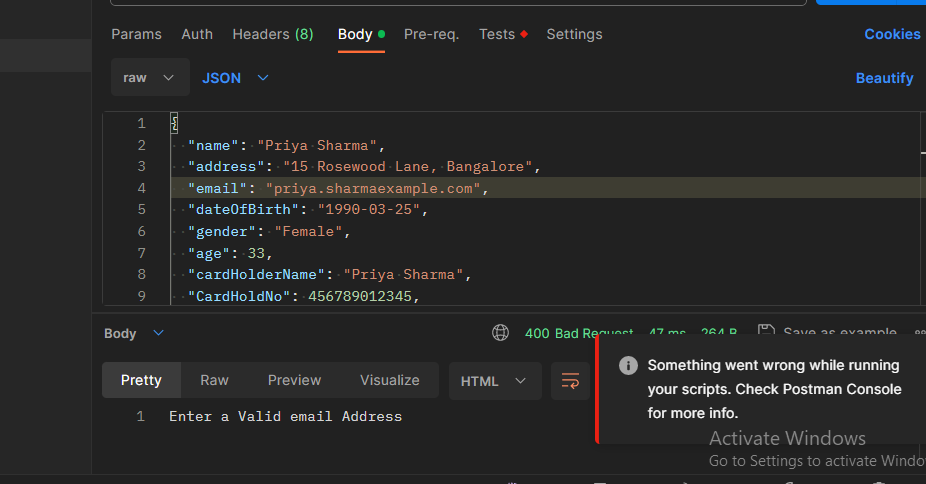 Params Auth Headers (8) Body Pre-req. Tests Settings Cookies
raw JSON Beautify
1 {
2 "name": "Priya Sharma",
3 "address": "15 Rosewood Lane, Bangalore",
4 "email": "priya.sharmaexample.com",
5 "dateOfBirth": "1990-03-25",
6 "gender": "Female",
7 "age": 33,
8 "cardHolderName": "Priya Sharma",
9 "CardHoldNo": 456789012345,
Body 400 Bad Request 47 ms 264 B Save as example
Pretty Raw Preview Visualize HTML
1 Enter a Valid email Address
Something went wrong while running
your scripts. Check Postman Console
for more info.
Activate Windows
Go to Settings to activate Windo